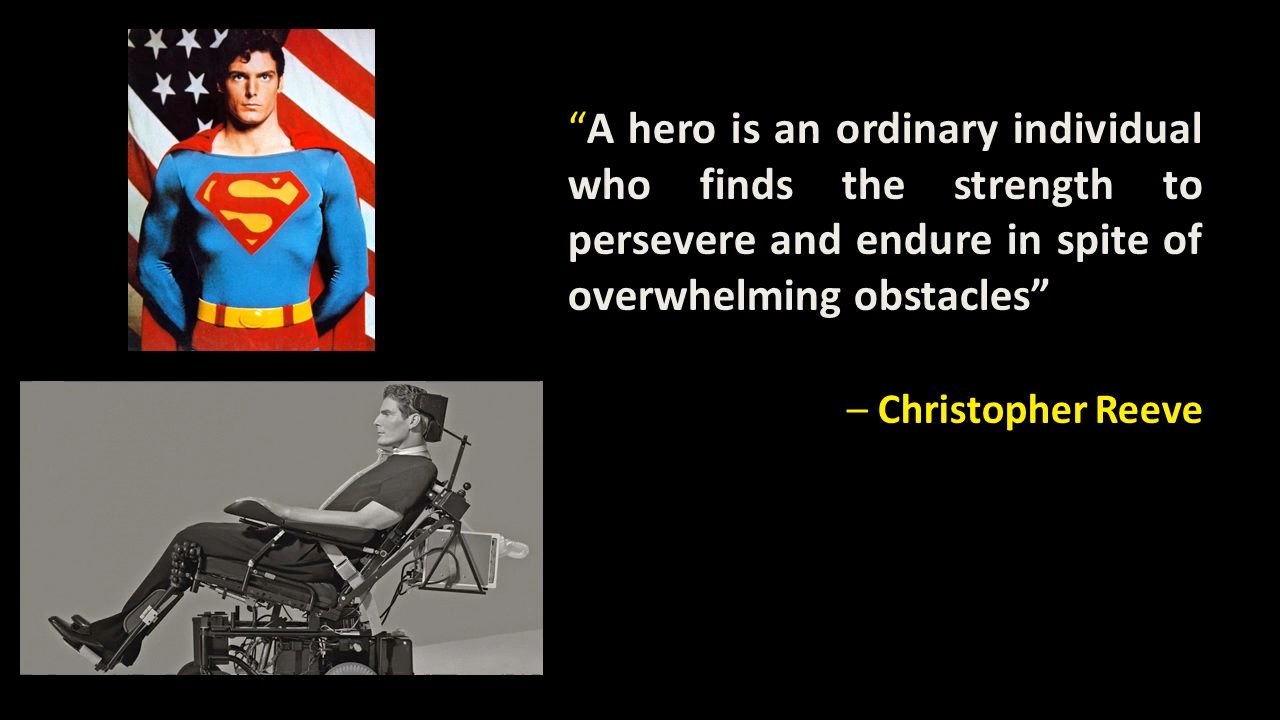 “A hero is an ordinary individual
who finds the strength to
persevere and endure in spite of
overwhelming obstacles”
– Christopher Reeve